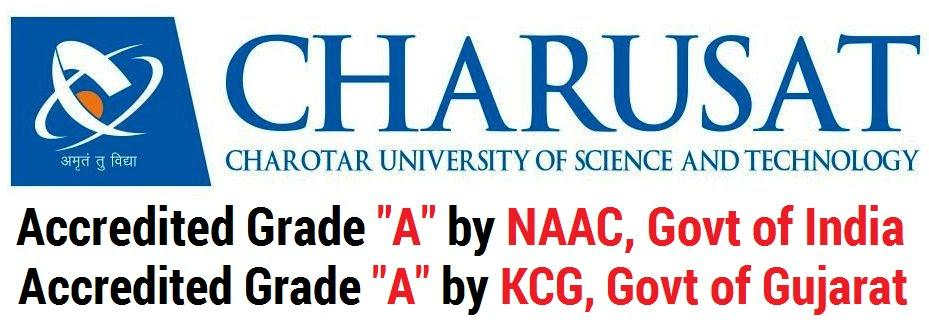 CHARUSAT
अमृतं तु विद्या
CHAROTAR UNIVERSITY OF SCIENCE AND TECHNOLOGY
Accredited Grade "A" by NAAC, Govt of India
Accredited Grade "A" by KCG, Govt of Gujarat